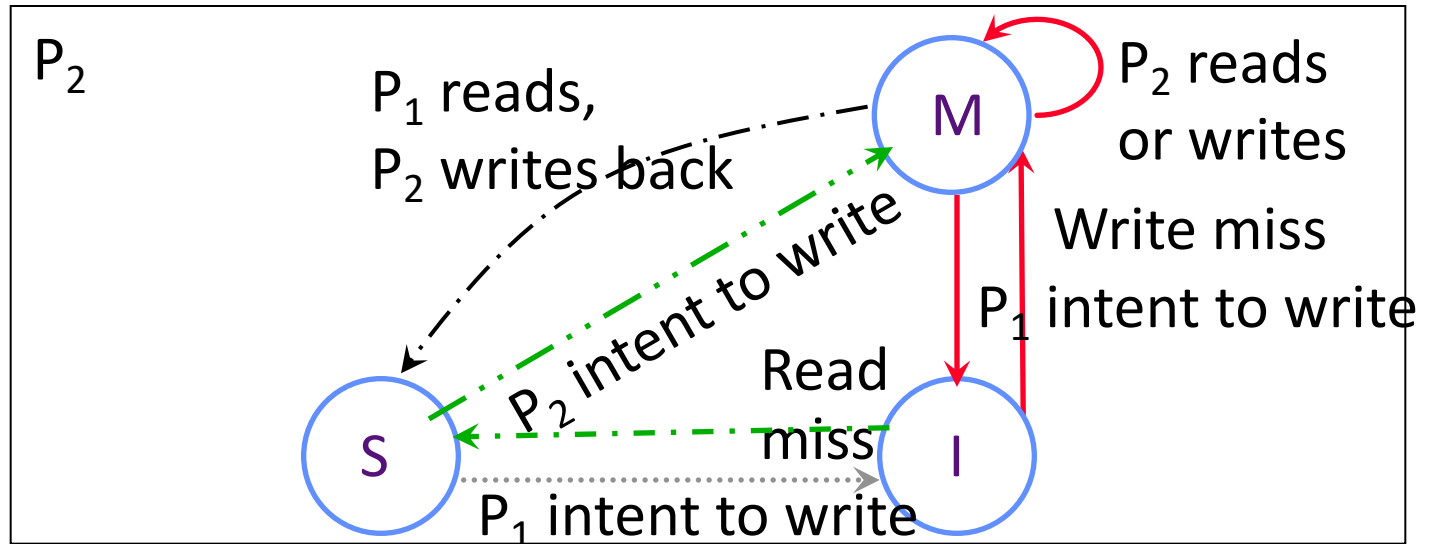 P₂
P₁ reads,
P₂ writes back
M
P₂ reads
or writes
P₂ intent to write
Write miss
P₁ intent to write
Read
miss
S
I
P₁ intent to write